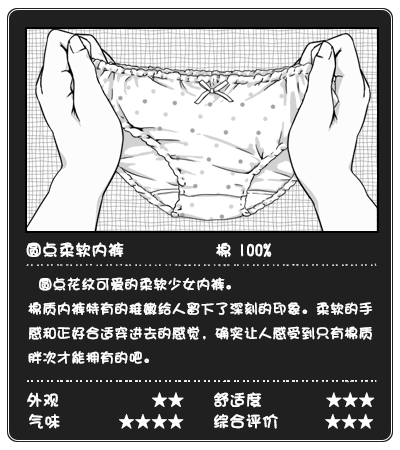 圆点柔软内裤 棉 100%
圆点花纹可爱的柔软少女内裤。
棉质内裤特有的稚嫩给人留下了深刻的印象。柔软的手
感和正好合适穿进去的感觉，确实让人感受到只有棉质
胖次才能拥有的吧。
外观 ★★ 舒适度 ★★★
气味 ★★★★ 综合评价 ★★★